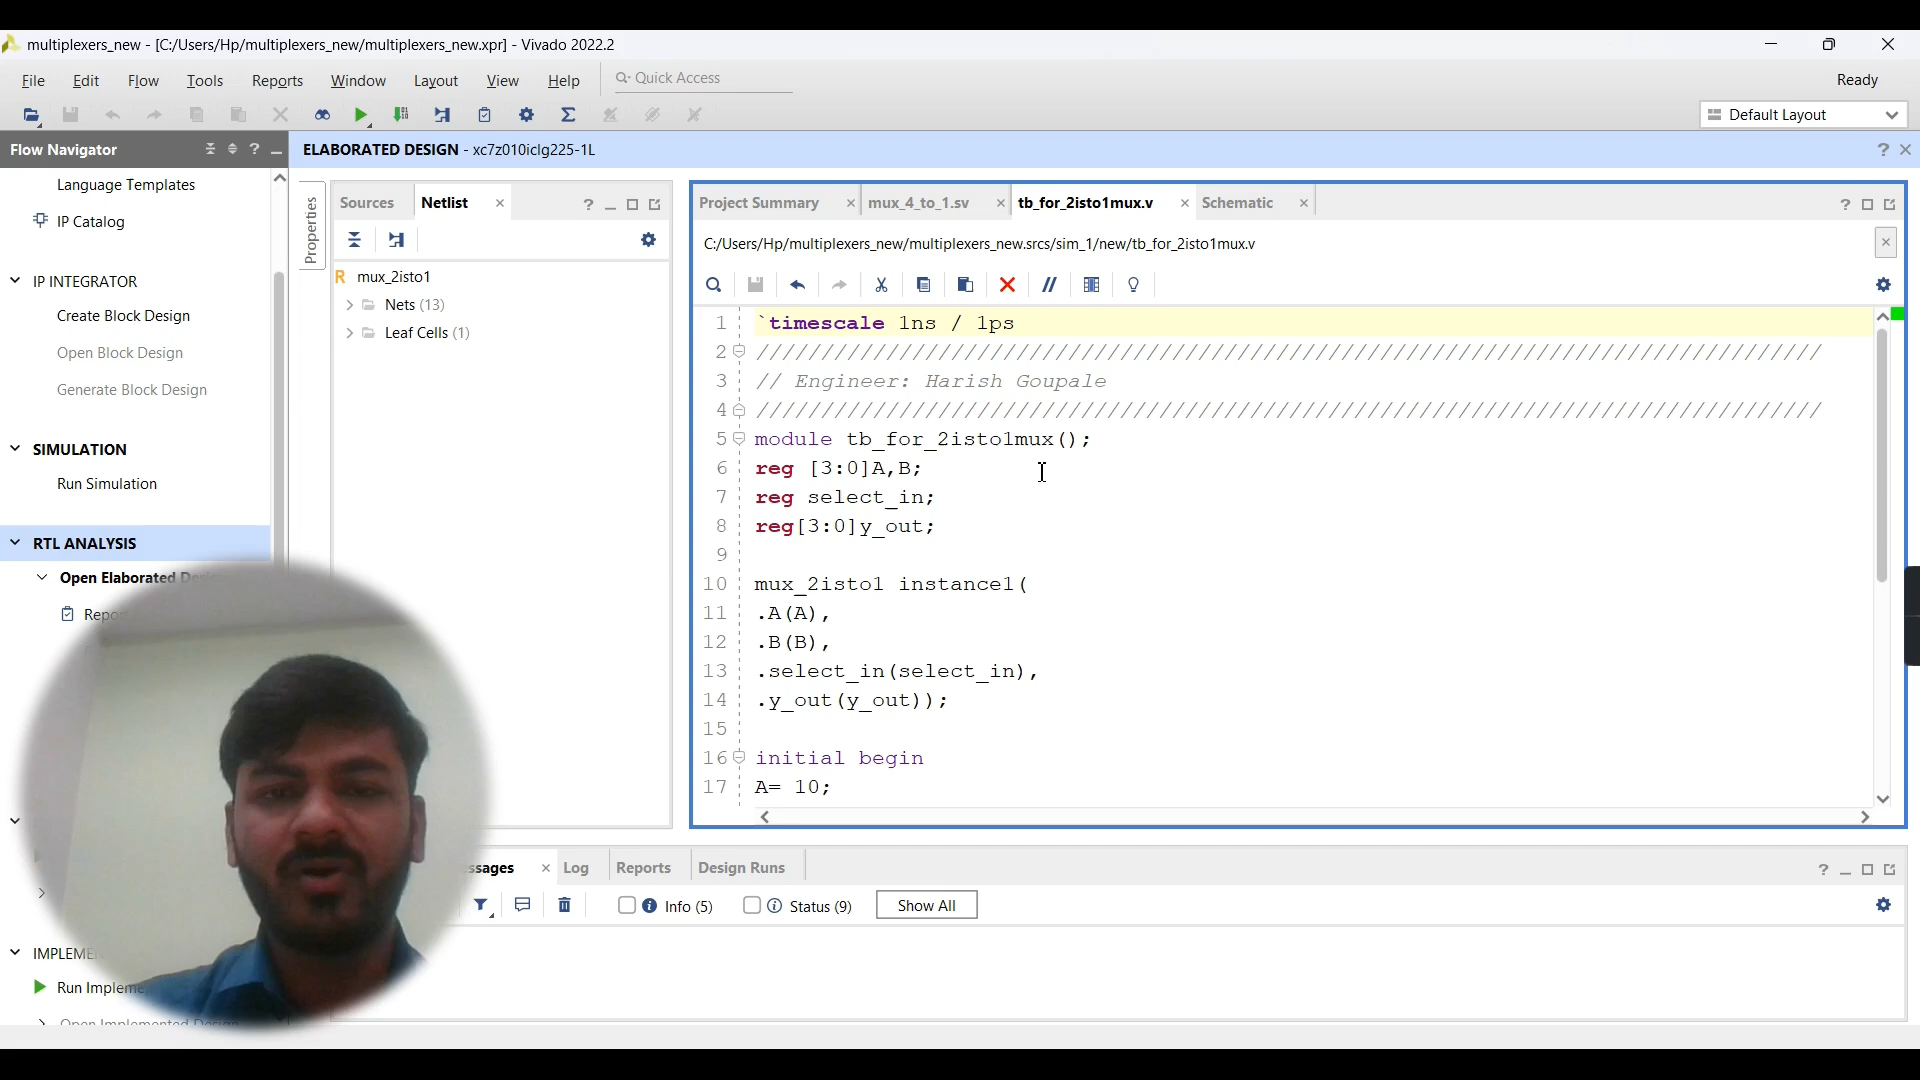 multiplexers_new - [C:/Users/Hp/multiplexers_new/multiplexers_new.xpr] - Vivado 2022.2
File Edit Flow Tools Reports Window Layout View Help Quick Access Ready
Default Layout
Flow Navigator
ELABORATED DESIGN - xc7z010iclg225-1L
Language Templates
IP Catalog
IP INTEGRATOR
Create Block Design
Open Block Design
Generate Block Design
SIMULATION
Run Simulation
RTL ANALYSIS
Open Elaborated
Properties
Sources Netlist
R mux_2isto1
Nets (13)
Leaf Cells (1)
Project Summary mux_4_to_1.sv tb_for_2isto1mux.v Schematic
C:/Users/Hp/multiplexers_new/multiplexers_new.srcs/sim_1/new/tb_for_2isto1mux.v
1 `timescale 1ns / 1ps
2 //////////////////////////////////////////////////////////////////////////////////
3 // Engineer: Harish Goupale
4 //////////////////////////////////////////////////////////////////////////////////
5 module tb_for_2isto1mux();
6 reg [3:0]A,B;
7 reg select_in;
8 reg[3:0]y_out;
9
10 mux_2isto1 instance1(
11 .A(A),
12 .B(B),
13 .select_in(select_in),
14 .y_out(y_out));
15
16 initial begin
17 A= 10;
ssages Log Reports Design Runs
Info (5) Status (9) Show All
IMPLEME
Run Impleme